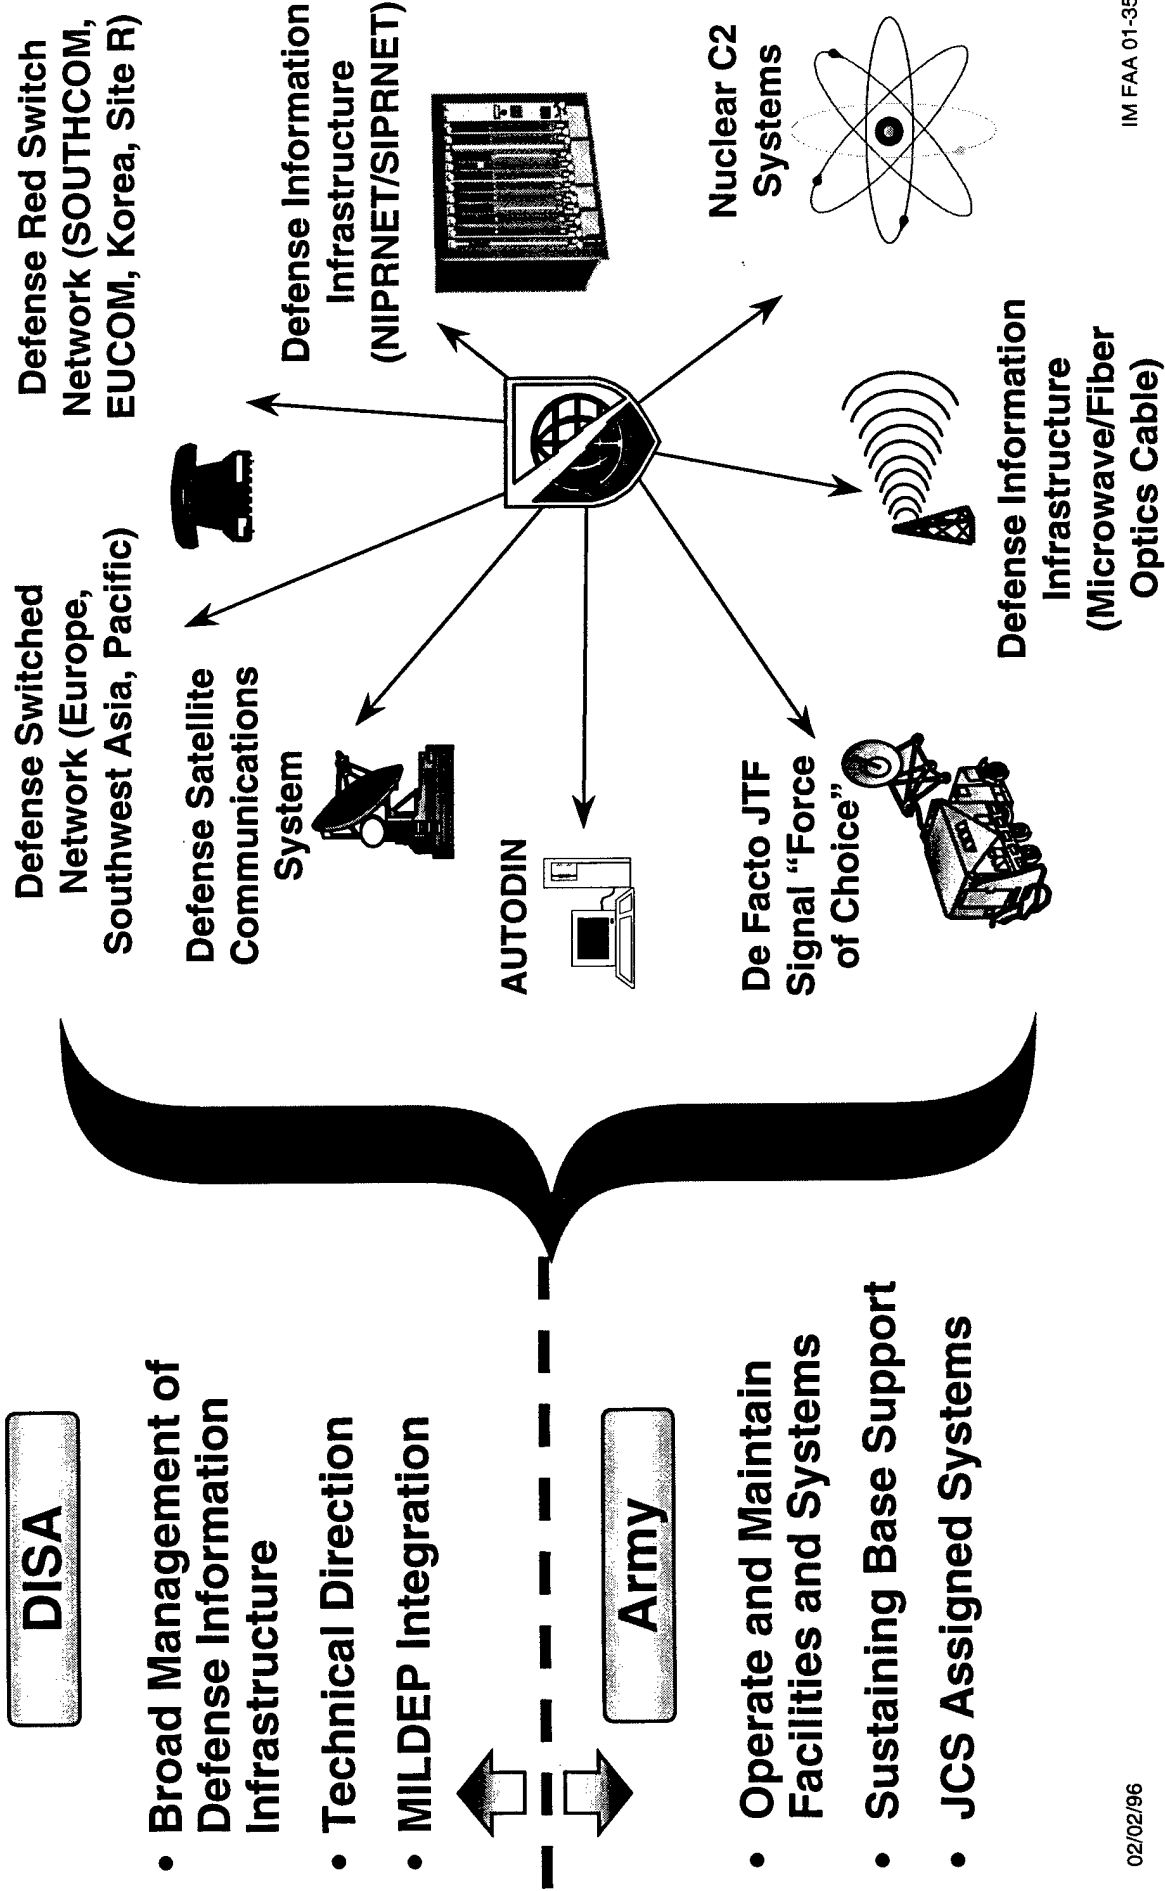 DISA
• Broad Management of
Defense Information
Infrastructure
• Technical Direction
• MILDEP Integration
Army
• Operate and Maintain
Facilities and Systems
• Sustaining Base Support
• JCS Assigned Systems
Defense Switched
Network (Europe,
Southwest Asia, Pacific)
Defense Red Switch
Network (SOUTHCOM,
EUCOM, Korea, Site R)
Defense Satellite
Communications
System
Defense Information
Infrastructure
(NIPRNET/SIPRNET)
AUTODIN
De Facto JTF
Signal “Force
of Choice”
Nuclear C2
Systems
Defense Information
Infrastructure
(Microwave/Fiber
Optics Cable)
02/02/96
IM FAA 01-35